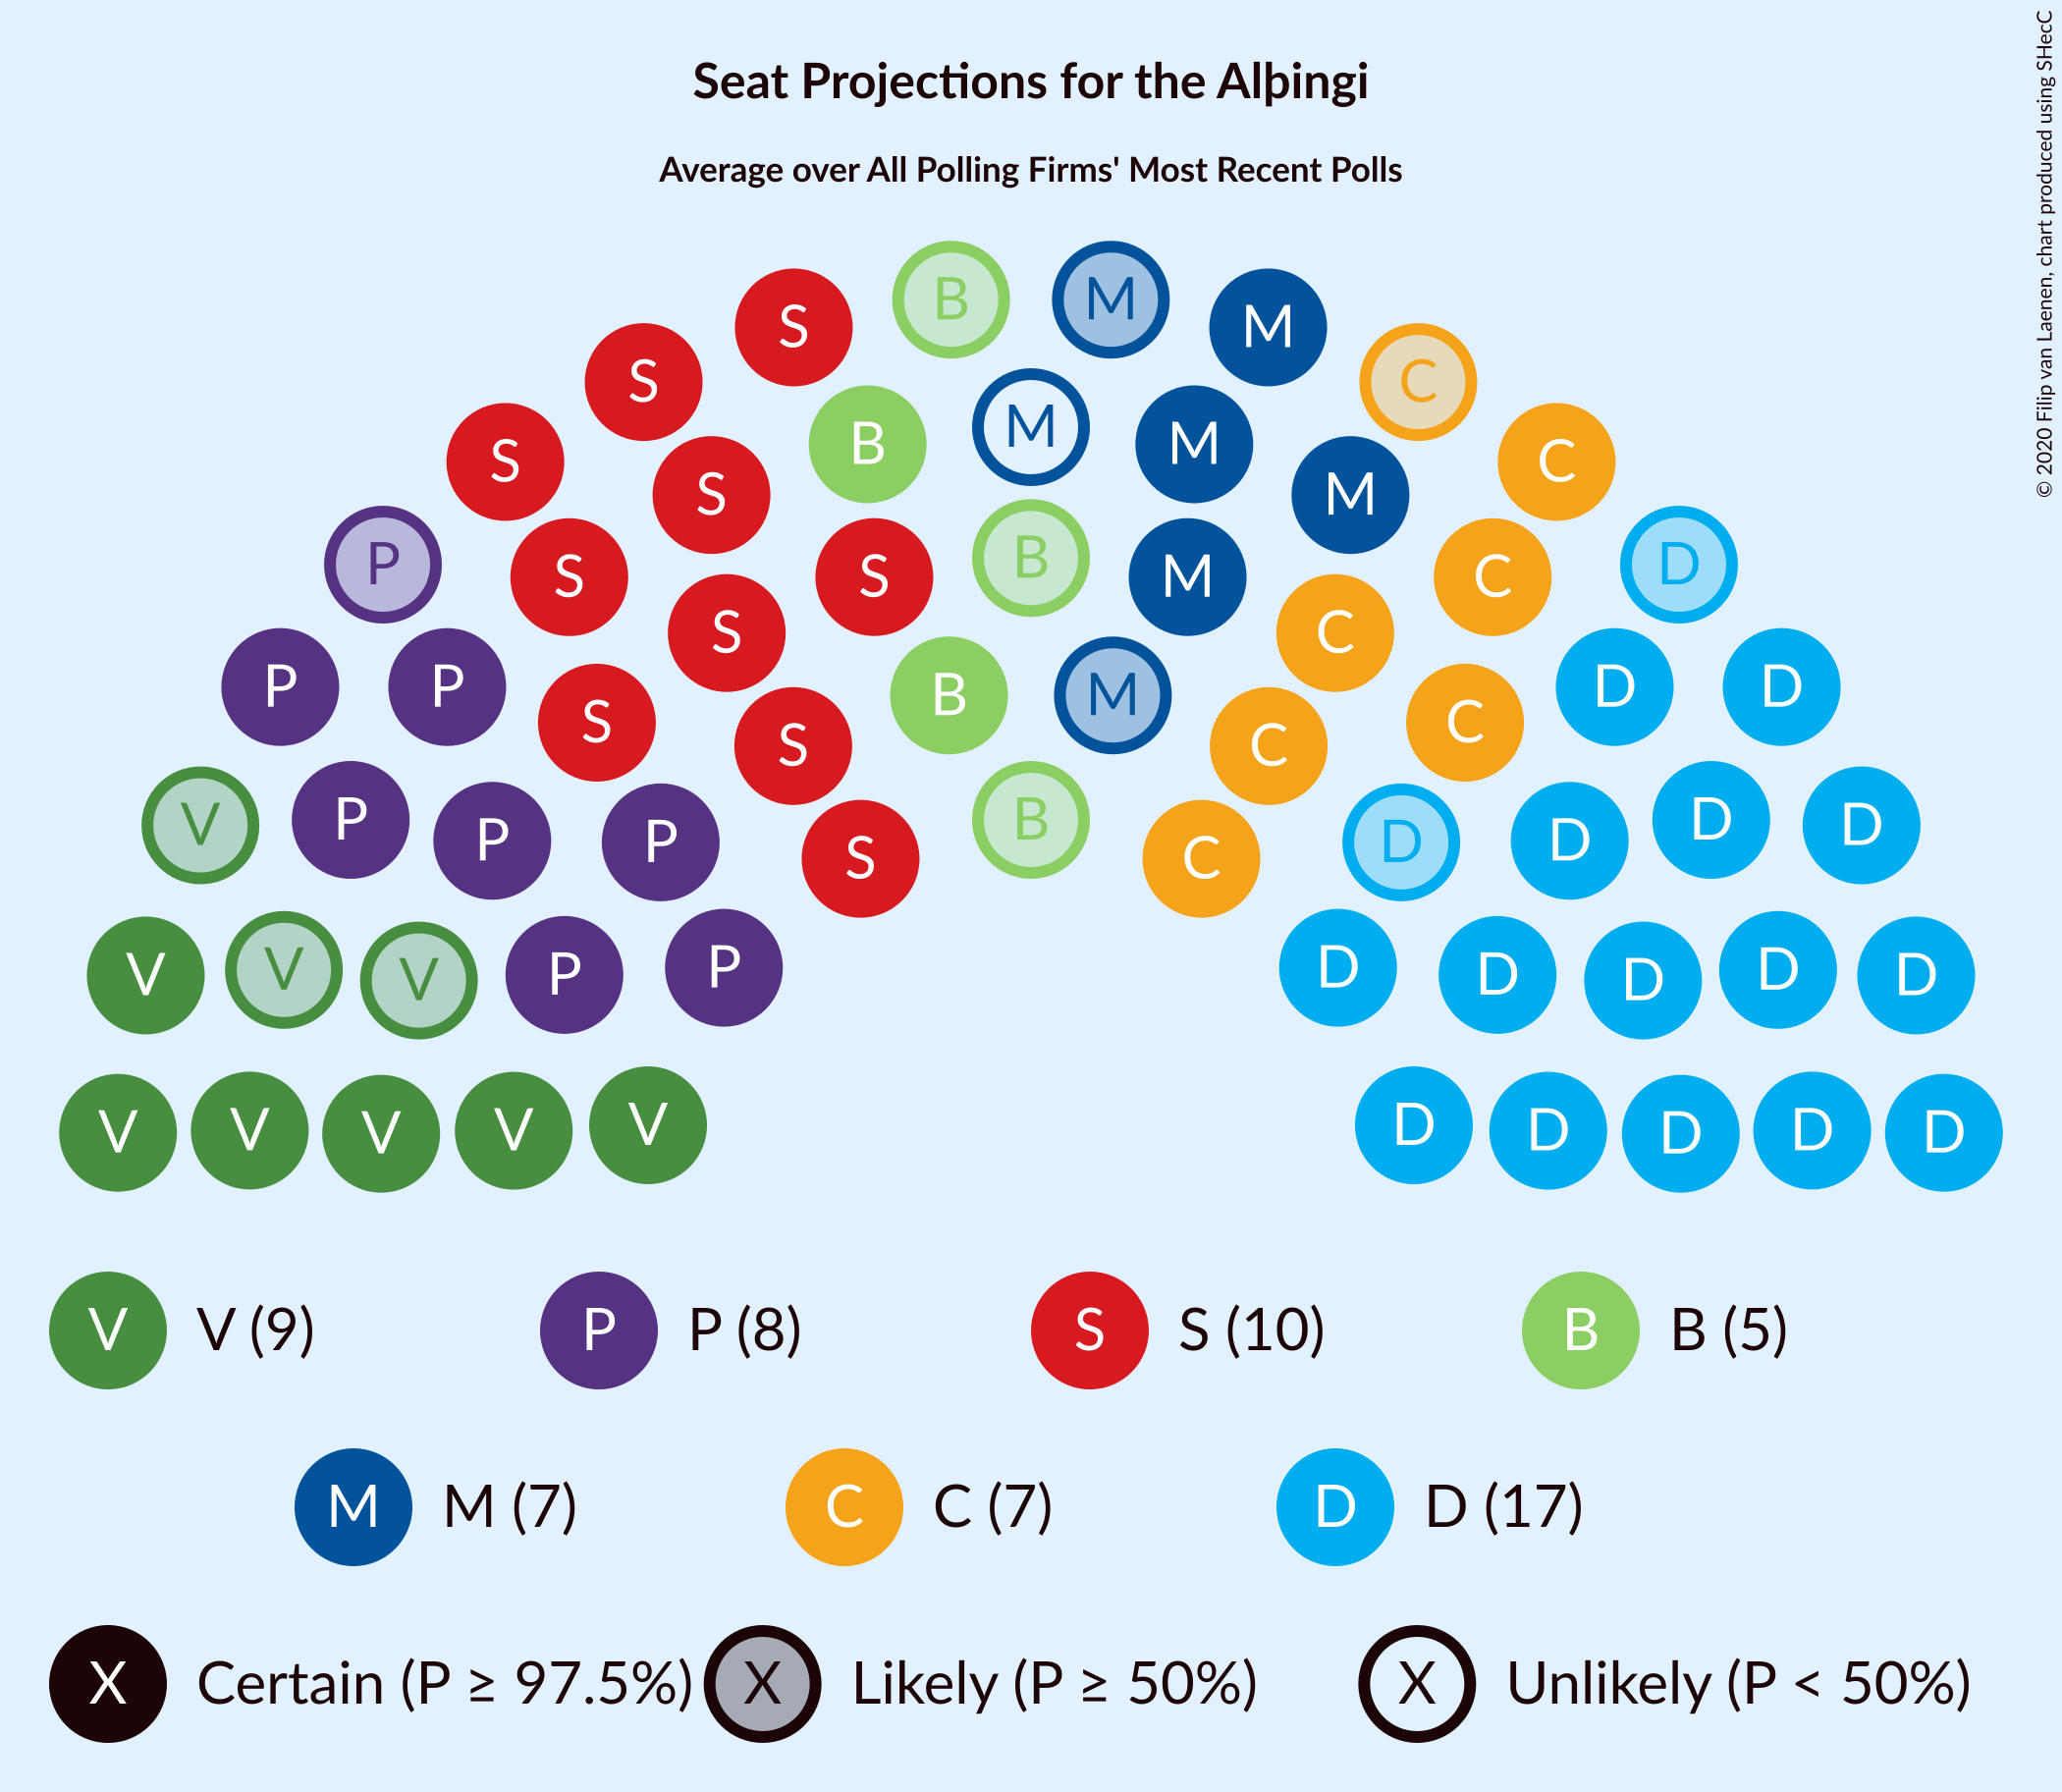 Seat Projections for the Alþingi
Average over All Polling Firms' Most Recent Polls
© 2020 Filip van Laenen, chart produced using SHecC
B M
S M
S C
S B M M C
S M
P B D
S S M C
S C
P P B M D D
S C
S C
V P P P S B C D D D D
V V V P P D D D D D
V V V V V D D D D D
V V (9) P P (8) S S (10) B B (5)
M M (7) C C (7) D D (17)
X Certain (P ≥ 97.5%) X Likely (P ≥ 50%) X Unlikely (P < 50%)